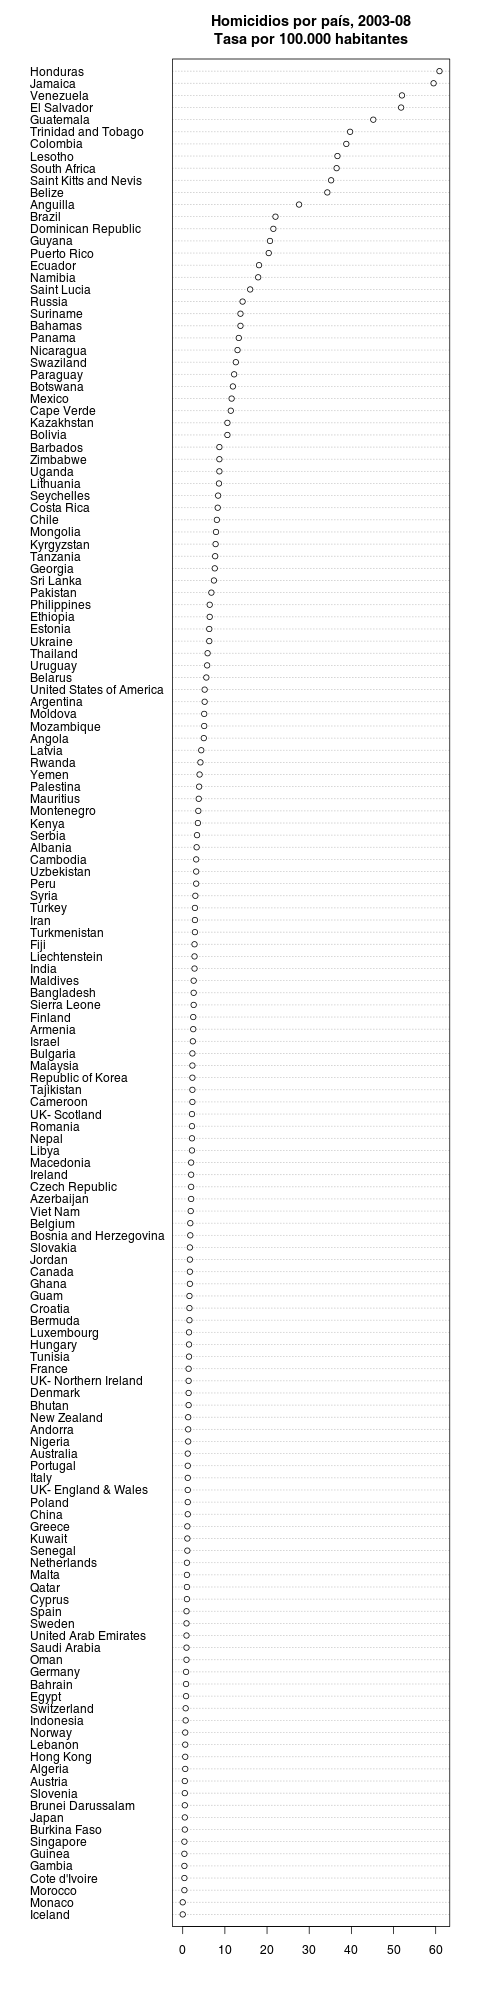 Homicidios por país, 2003-08
Tasa por 100.000 habitantes
Honduras
Jamaica
Venezuela
El Salvador
Guatemala
Trinidad and Tobago
Colombia
Lesotho
South Africa
Saint Kitts and Nevis
Belize
Anguilla
Brazil
Dominican Republic
Guyana
Puerto Rico
Ecuador
Namibia
Saint Lucia
Russia
Suriname
Bahamas
Panama
Nicaragua
Swaziland
Paraguay
Botswana
Mexico
Cape Verde
Kazakhstan
Bolivia
Barbados
Zimbabwe
Uganda
Lithuania
Seychelles
Costa Rica
Chile
Mongolia
Kyrgyzstan
Tanzania
Georgia
Sri Lanka
Pakistan
Philippines
Ethiopia
Estonia
Ukraine
Thailand
Uruguay
Belarus
United States of America
Argentina
Moldova
Mozambique
Angola
Latvia
Rwanda
Yemen
Palestina
Mauritius
Montenegro
Kenya
Serbia
Albania
Cambodia
Uzbekistan
Peru
Syria
Turkey
Iran
Turkmenistan
Fiji
Liechtenstein
India
Maldives
Bangladesh
Sierra Leone
Finland
Armenia
Israel
Bulgaria
Malaysia
Republic of Korea
Tajikistan
Cameroon
UK- Scotland
Romania
Nepal
Libya
Macedonia
Ireland
Czech Republic
Azerbaijan
Viet Nam
Belgium
Bosnia and Herzegovina
Slovakia
Jordan
Canada
Ghana
Guam
Croatia
Bermuda
Luxembourg
Hungary
Tunisia
France
UK- Northern Ireland
Denmark
Bhutan
New Zealand
Andorra
Nigeria
Australia
Portugal
Italy
UK- England & Wales
Poland
China
Greece
Kuwait
Senegal
Netherlands
Malta
Qatar
Cyprus
Spain
Sweden
United Arab Emirates
Saudi Arabia
Oman
Germany
Bahrain
Egypt
Switzerland
Indonesia
Norway
Lebanon
Hong Kong
Algeria
Austria
Slovenia
Brunei Darussalam
Japan
Burkina Faso
Singapore
Guinea
Gambia
Cote d'Ivoire
Morocco
Monaco
Iceland
0 10 20 30 40 50 60